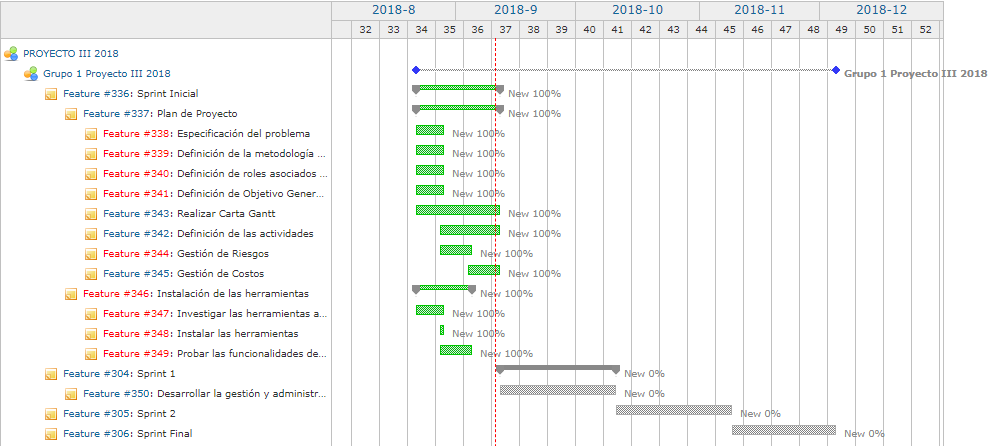 2018-8 2018-9 2018-10 2018-11 2018-12
32 33 34 35 36 37 38 39 40 41 42 43 44 45 46 47 48 49 50 51 52
PROYECTO III 2018
Grupo 1 Proyecto III 2018 Grupo 1 Proyecto III 2018
Feature #336: Sprint Inicial New 100%
Feature #337: Plan de Proyecto New 100%
Feature #338: Especificación del problema New 100%
Feature #339: Definición de la metodología ... New 100%
Feature #340: Definición de roles asociados ... New 100%
Feature #341: Definición de Objetivo Gener... New 100%
Feature #343: Realizar Carta Gantt New 100%
Feature #342: Definición de las actividades New 100%
Feature #344: Gestión de Riesgos New 100%
Feature #345: Gestión de Costos New 100%
Feature #346: Instalación de las herramientas New 100%
Feature #347: Investigar las herramientas a... New 100%
Feature #348: Instalar las herramientas New 100%
Feature #349: Probar las funcionalidades de... New 100%
Feature #304: Sprint 1 New 0%
Feature #350: Desarrollar la gestión y administr... New 0%
Feature #305: Sprint 2 New 0%
Feature #306: Sprint Final New 0%